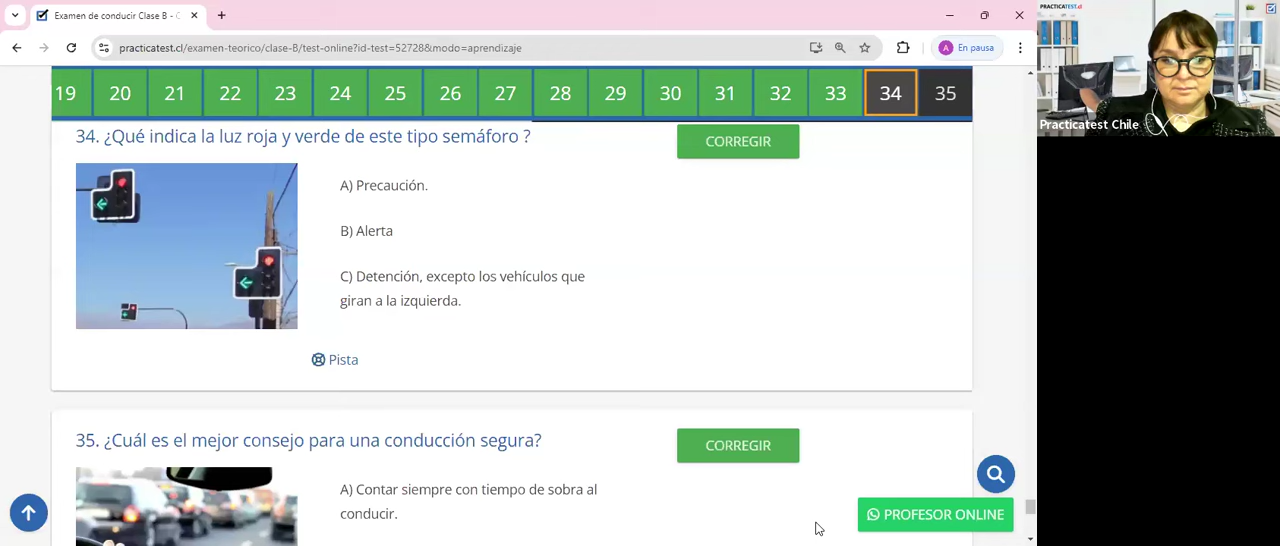 Examen de conducir Clase B - C
practicatest.cl/examen-teorico/clase-B/test-online?id-test=52728&modo=aprendizaje
A
En pausa
19 20 21 22 23 24 25 26 27 28 29 30 31 32 33 34 35
34. ¿Qué indica la luz roja y verde de este tipo semáforo ?
CORREGIR
A) Precaución.
B) Alerta
C) Detención, excepto los vehículos que
giran a la izquierda.
Pista
35. ¿Cuál es el mejor consejo para una conducción segura?
CORREGIR
A) Contar siempre con tiempo de sobra al
conducir.
PROFESOR ONLINE
PRACTICATEST.cl
Practicatest Chile